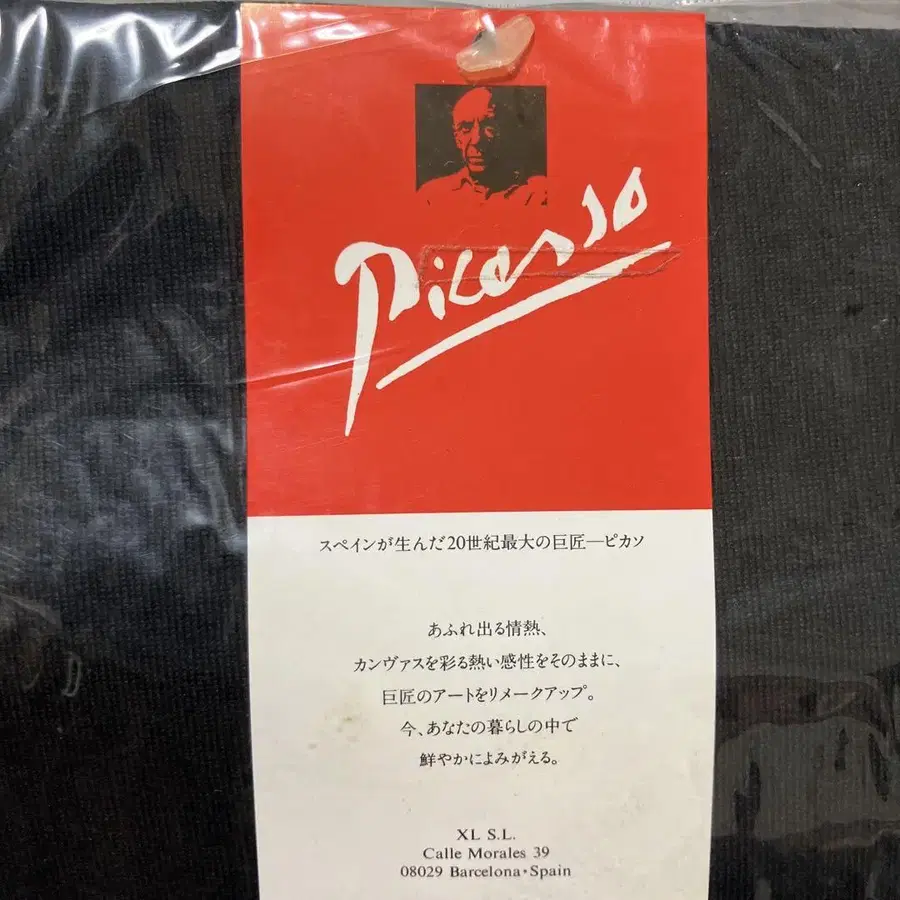 Picasso
スペインが生んだ20世紀最大の巨匠—ピカソ
あふれ出る情熱、
カンヴァスを彩る熱い感性をそのままに、
巨匠のアートをリメークアップ。
今、あなたの暮らしの中で
鮮やかによみがえる。
XL S.L.
Calle Morales 39
08029 Barcelona・Spain